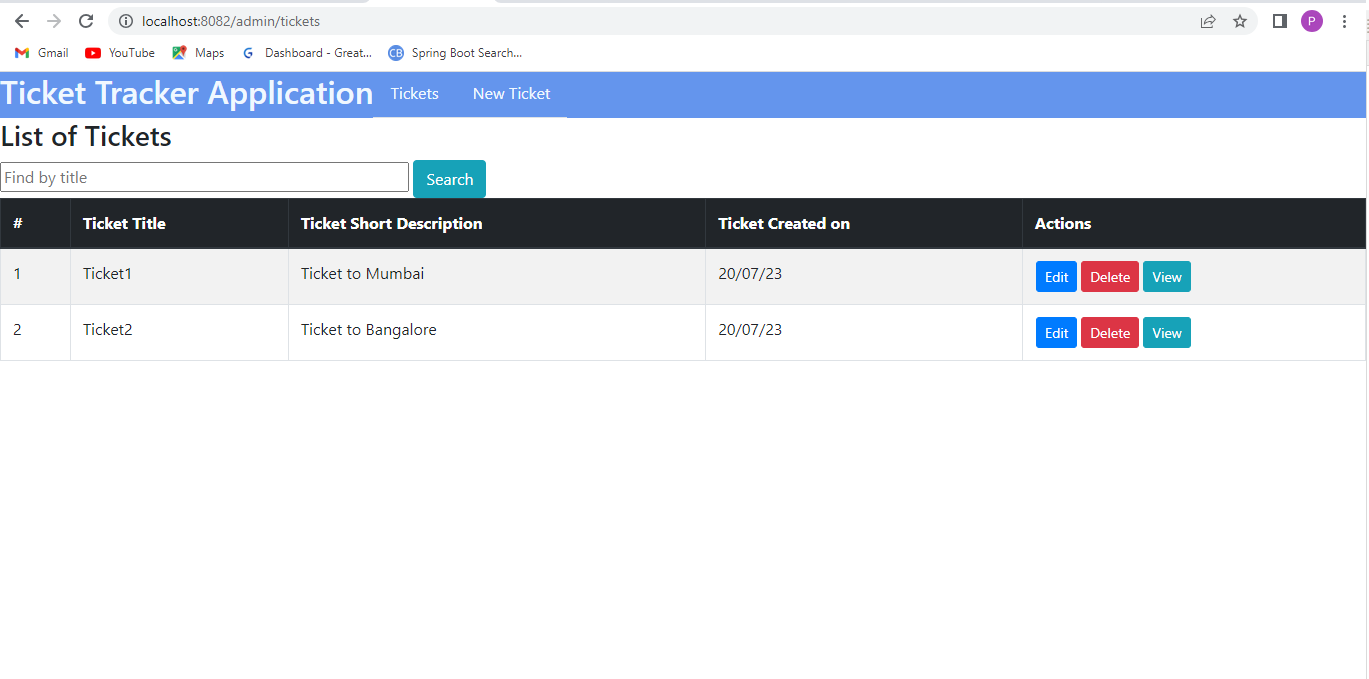 localhost:8082/admin/tickets
P
Gmail YouTube Maps G Dashboard - Great... CB Spring Boot Search...
Ticket Tracker Application Tickets New Ticket
List of Tickets
Find by title Search
# Ticket Title Ticket Short Description Ticket Created on Actions
1 Ticket1 Ticket to Mumbai 20/07/23 Edit Delete View
2 Ticket2 Ticket to Bangalore 20/07/23 Edit Delete View